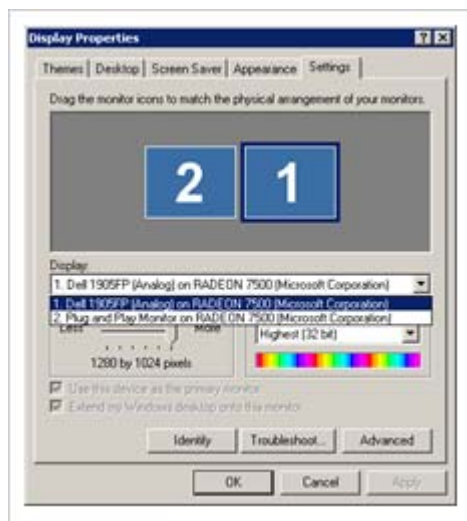 Display Properties
Themes Desktop Screen Saver Appearance Settings
Drag the monitor icons to match the physical arrangement of your monitors.
2 1
Display:
1. Dell 1905FP (Analog) on RADEON 7500 (Microsoft Corporation)
1. Dell 1905FP (Analog) on RADEON 7500 (Microsoft Corporation)
2. Plug and Play Monitor on RADEON 7500 (Microsoft Corporation)
Less More Highest (32 bit)
1280 by 1024 pixels
Use this device as the primary monitor.
Extend my Windows desktop onto this monitor.
Identify Troubleshoot... Advanced
OK Cancel Apply